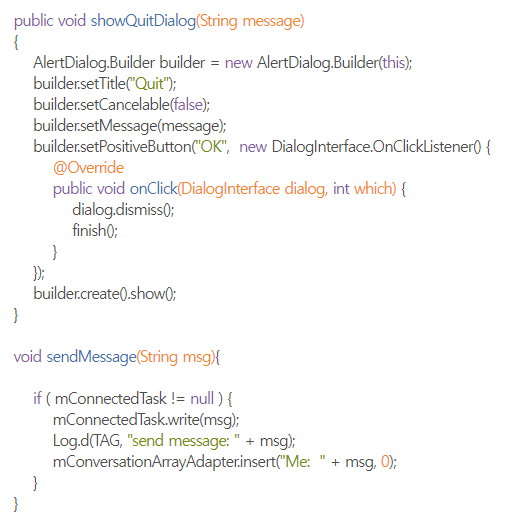 public void showQuitDialog(String message)
{
    AlertDialog.Builder builder = new AlertDialog.Builder(this);
    builder.setTitle("Quit");
    builder.setCancelable(false);
    builder.setMessage(message);
    builder.setPositiveButton("OK",  new DialogInterface.OnClickListener() {
        @Override
        public void onClick(DialogInterface dialog, int which) {
            dialog.dismiss();
            finish();
        }
    });
    builder.create().show();
}

void sendMessage(String msg){

    if ( mConnectedTask != null ) {
        mConnectedTask.write(msg);
        Log.d(TAG, "send message: " + msg);
        mConversationArrayAdapter.insert("Me:  " + msg, 0);
    }
}